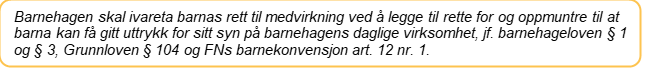 Barnehagen skal ivareta barnas rett til medvirkning ved å legge til rette for og oppmuntre til at
barna kan få gitt uttrykk for sitt syn på barnehagens daglige virksomhet, jf. barnehageloven § 1
og § 3, Grunnloven § 104 og FNs barnekonvensjon art. 12 nr. 1.